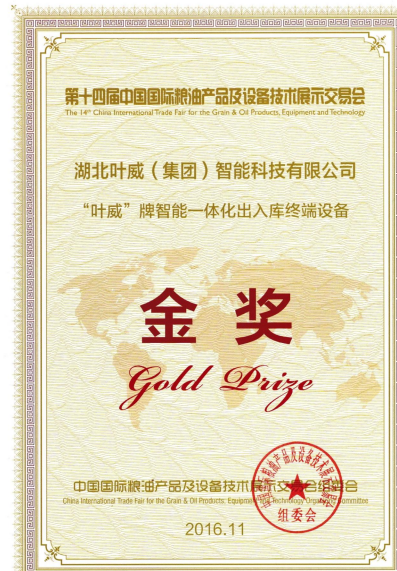 第十四届中国国际粮油产品及设备技术展示交易会
The 14th China International Trade Fair for the Grain & Oil Products, Equipment and Technology
湖北叶威（集团）智能科技有限公司
“叶威”牌智能一体化出入库终端设备
金奖
Gold Prize
中国国际粮油产品及设备技术展示交易会组委会
China International Trade Fair for the Grain & Oil Products, Equipment and Technology Organizing Committee
组委会
2016.11